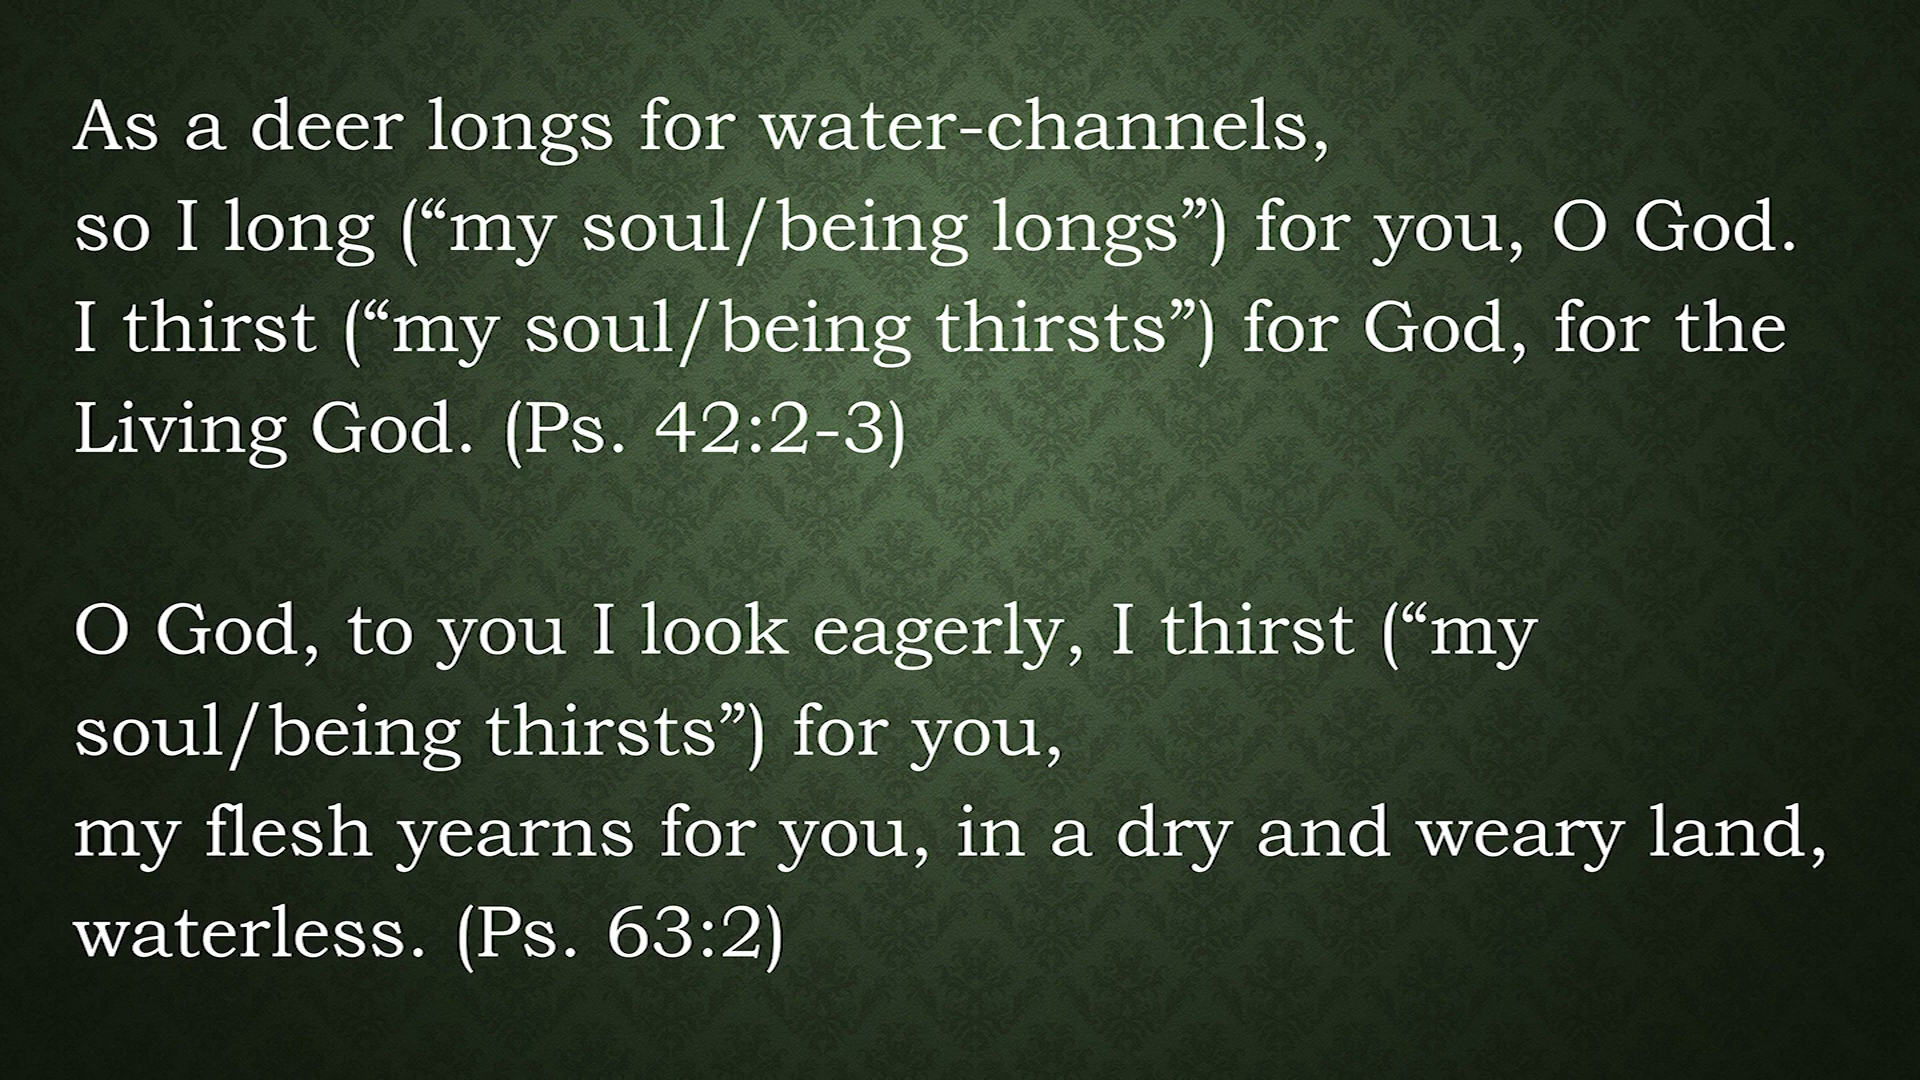 As a deer longs for water-channels,
so I long (“my soul/being longs”) for you, O God.
I thirst (“my soul/being thirsts”) for God, for the
Living God. (Ps. 42:2-3)
O God, to you I look eagerly, I thirst (“my
soul/being thirsts”) for you,
my flesh yearns for you, in a dry and weary land,
waterless. (Ps. 63:2)